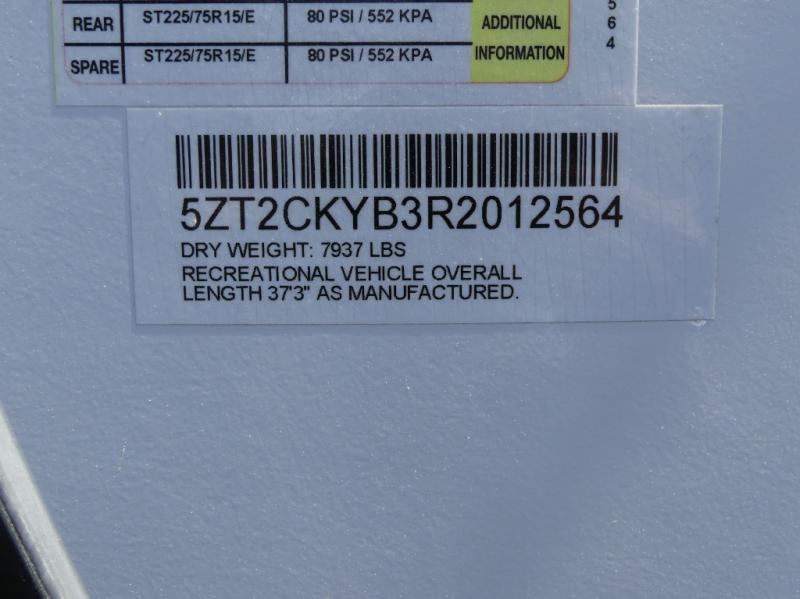 REAR ST225/75R15/E 80 PSI / 552 KPA ADDITIONAL
SPARE ST225/75R15/E 80 PSI / 552 KPA INFORMATION
5
6
4
5ZT2CKYB3R2012564
DRY WEIGHT: 7937 LBS
RECREATIONAL VEHICLE OVERALL
LENGTH 37'3" AS MANUFACTURED.